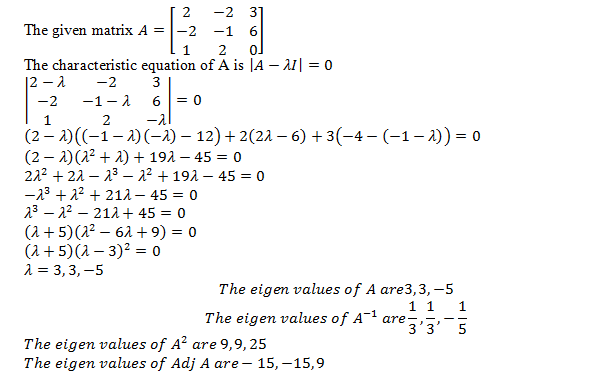 The given matrix A = [2 −2 3; −2 −1 6; 1 2 0]
The characteristic equation of A is |A − λI| = 0
|2 − λ −2 3; −2 −1 − λ 6; 1 2 −λ| = 0
(2 − λ)((−1 − λ)(−λ) − 12) + 2(2λ − 6) + 3(−4 − (−1 − λ)) = 0
(2 − λ)(λ² + λ) + 19λ − 45 = 0
2λ² + 2λ − λ³ − λ² + 19λ − 45 = 0
−λ³ + λ² + 21λ − 45 = 0
λ³ − λ² − 21λ + 45 = 0
(λ + 5)(λ² − 6λ + 9) = 0
(λ + 5)(λ − 3)² = 0
λ = 3, 3, −5
The eigen values of A are3, 3, −5
The eigen values of A⁻¹ are 1/3, 1/3, −1/5
The eigen values of A² are 9,9,25
The eigen values of Adj A are − 15, −15,9